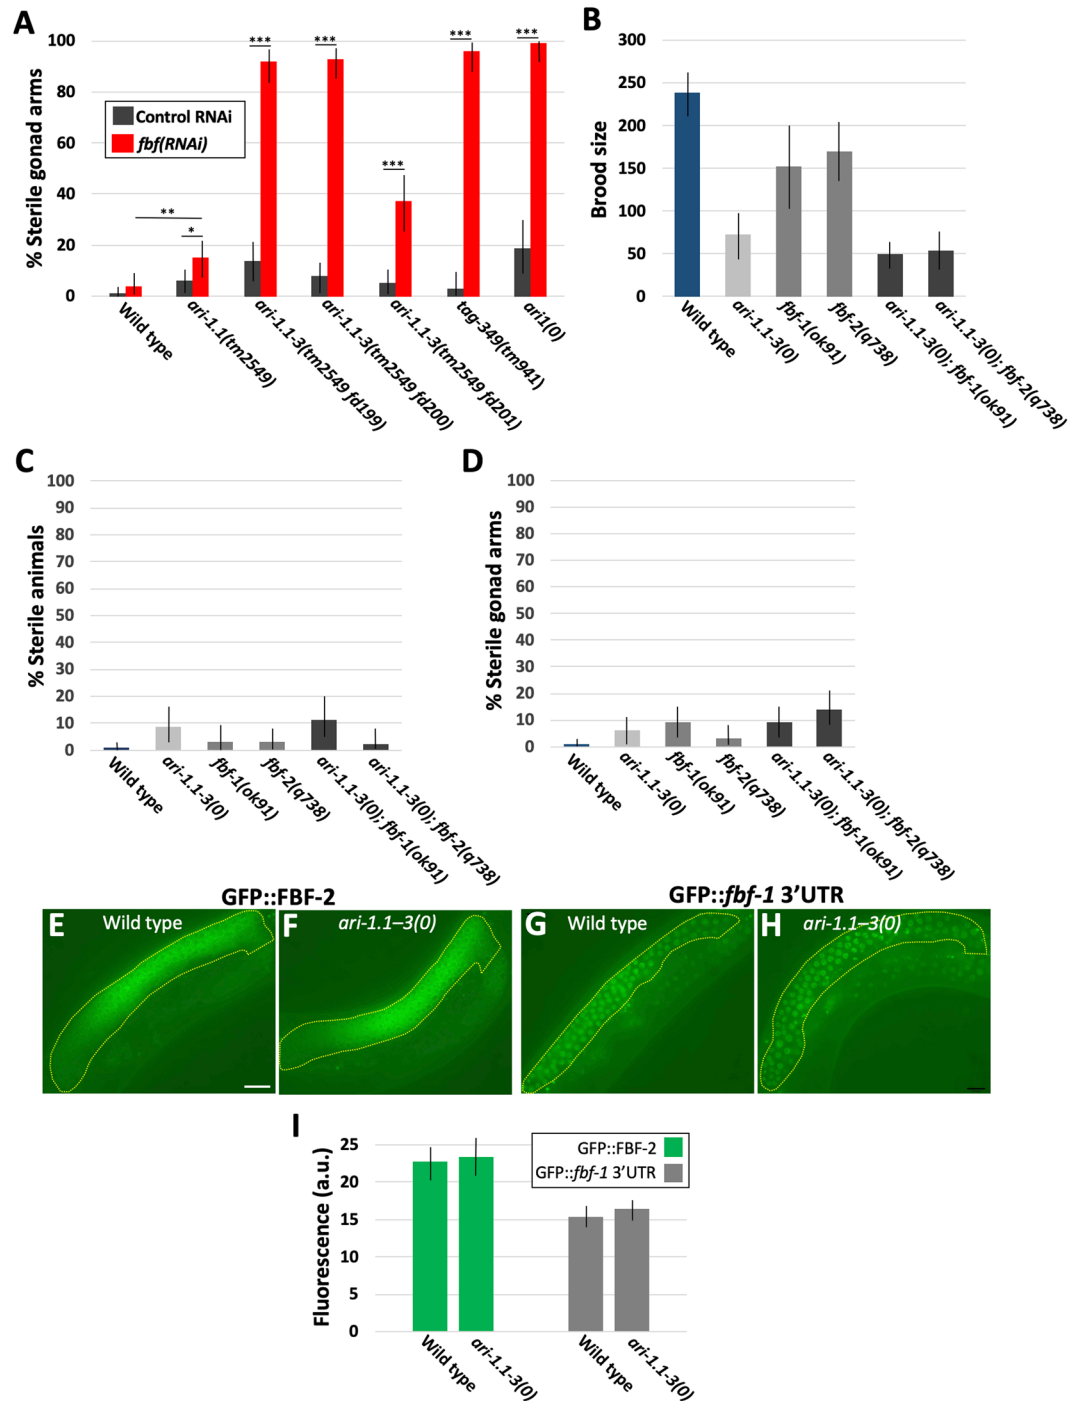 A
% Sterile gonad arms
100
80
60
40
20
0
Control RNAi
fbf(RNAi)
**
*
***
***
***
***
***
Wild type
ari-1.1(tm2549)
ari-1.1-3(tm2549 fd199)
ari-1.1-3(tm2549 fd200)
ari-1.1-3(tm2549 fd201)
tag-349(tm941)
ari1(0)
B
Brood size
300
250
200
150
100
50
0
Wild type
ari-1.1-3(0)
fbf-1(ok91)
fbf-2(q738)
ari-1.1-3(0); fbf-1(ok91)
ari-1.1-3(0); fbf-2(q738)
C
% Sterile animals
100
90
80
70
60
50
40
30
20
10
0
Wild type
ari-1.1-3(0)
fbf-1(ok91)
fbf-2(q738)
ari-1.1-3(0); fbf-1(ok91)
ari-1.1-3(0); fbf-2(q738)
D
% Sterile gonad arms
100
90
80
70
60
50
40
30
20
10
0
Wild type
ari-1.1-3(0)
fbf-1(ok91)
fbf-2(q738)
ari-1.1-3(0); fbf-1(ok91)
ari-1.1-3(0); fbf-2(q738)
GFP::FBF-2
GFP::fbf-1 3'UTR
E
Wild type
F
ari-1.1–3(0)
G
Wild type
H
ari-1.1–3(0)
I
Fluorescence (a.u.)
25
20
15
10
5
0
GFP::FBF-2
GFP::fbf-1 3'UTR
Wild type
ari-1.1-3(0)
Wild type
ari-1.1-3(0)